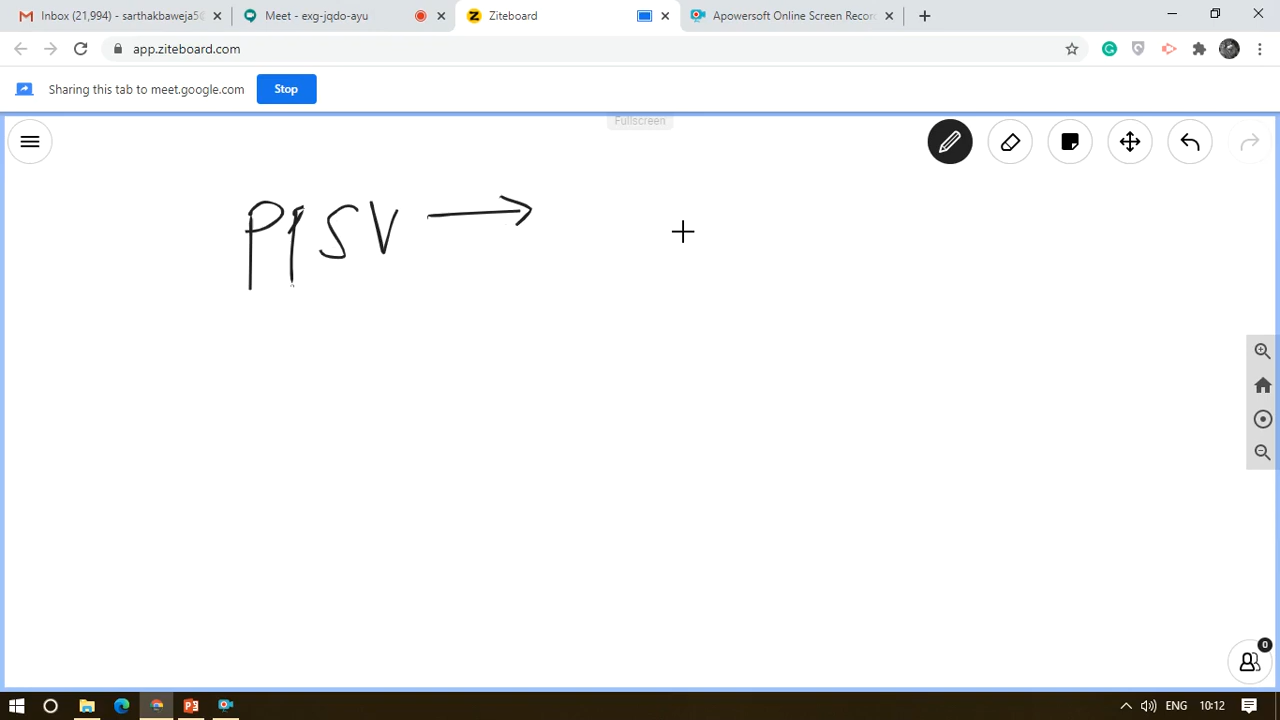 Inbox (21,994) - sarthakbaweja5
Meet - exg-jqdo-ayu
Ziteboard
Apowersoft Online Screen Recor
app.ziteboard.com
Sharing this tab to meet.google.com
Stop
Fullscreen
PPSV →
0
ENG
10:12